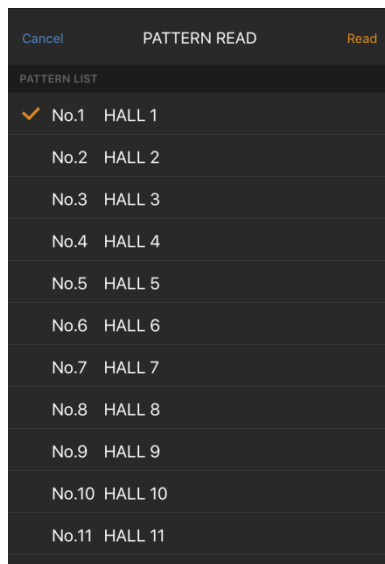 Cancel PATTERN READ Read
PATTERN LIST
No.1 HALL 1
No.2 HALL 2
No.3 HALL 3
No.4 HALL 4
No.5 HALL 5
No.6 HALL 6
No.7 HALL 7
No.8 HALL 8
No.9 HALL 9
No.10 HALL 10
No.11 HALL 11